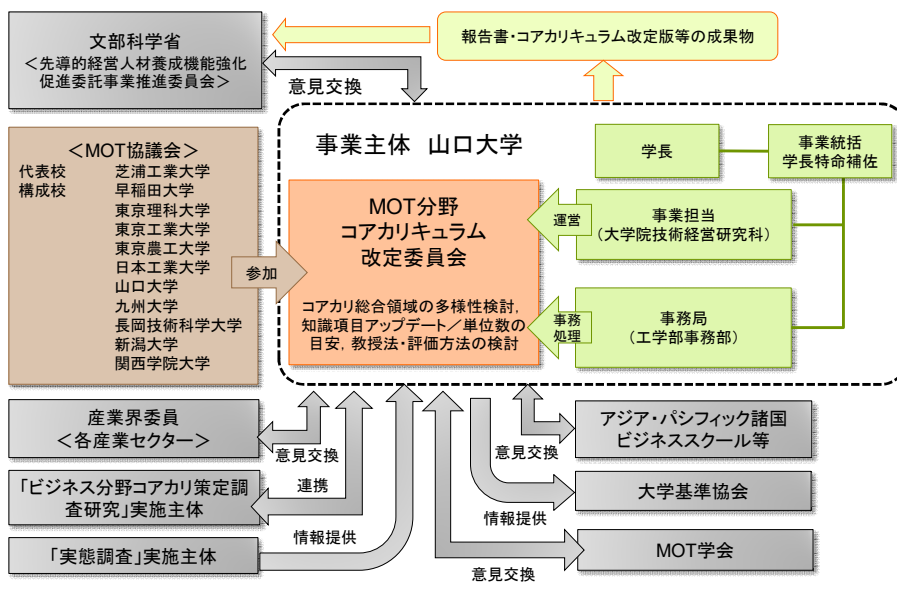 文部科学省
＜先導的経営人材養成機能強化
促進委託事業推進委員会＞
報告書・コアカリキュラム改定版等の成果物
意見交換
＜MOT協議会＞
代表校 芝浦工業大学
構成校 早稲田大学
東京理科大学
東京工業大学
東京農工大学
日本工業大学
山口大学
九州大学
長岡技術科学大学
新潟大学
関西学院大学
参加
事業主体 山口大学
MOT分野
コアカリキュラム
改定委員会
コアカリ総合領域の多様性検討,
知識項目アップデート／単位数の
目安, 教授法・評価方法の検討
学長
事業統括
学長特命補佐
運営
事業担当
（大学院技術経営研究科）
事務
処理
事務局
（工学部事務部）
産業界委員
＜各産業セクター＞
意見交換
「ビジネス分野コアカリ策定調
査研究」実施主体
連携
「実態調査」実施主体
情報提供
アジア・パシフィック諸国
ビジネススクール等
意見交換
大学基準協会
情報提供
MOT学会
意見交換